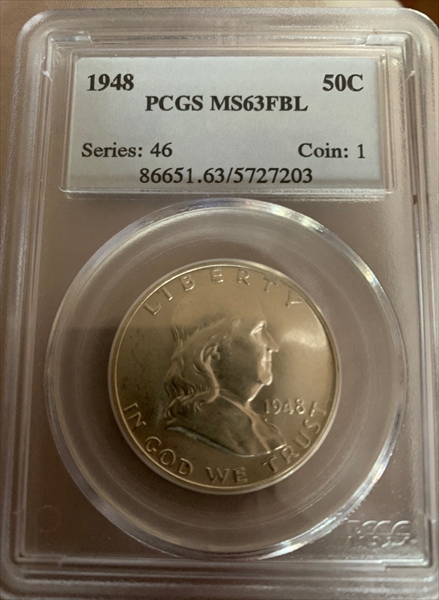 1948 50C
PCGS MS63FBL
Series: 46 Coin: 1
86651.63/5727203
LIBERTY
1948
IN GOD WE TRUST
PCGS